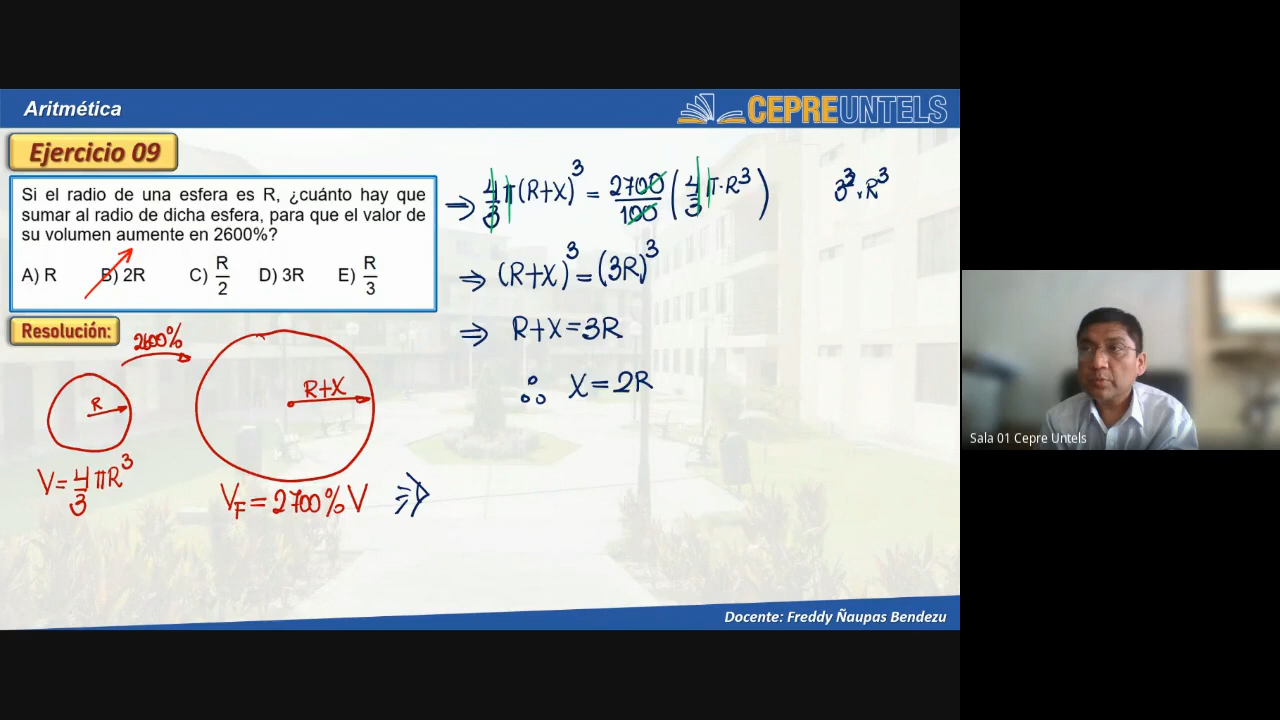 Aritmética
CEPREUNTELS
Ejercicio 09
Si el radio de una esfera es R, ¿cuánto hay que
sumar al radio de dicha esfera, para que el valor de
su volumen aumente en 2600%?
A) R B) 2R C) R/2 D) 3R E) R/3
Resolución:
2600%
R
R+X
V = 4/3 πR³
V_F = 2700% V ⇒
⇒ 4/3 π(R+X)³ = 2700/100 (4/3 π·R³)
3³·R³
⇒ (R+X)³ = (3R)³
⇒ R+X = 3R
∴ X = 2R
Sala 01 Cepre Untels
Docente: Freddy Ñaupas Bendezu